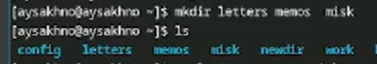 [aysakhno@aysakhno ~]$ mkdir letters memos misk
[aysakhno@aysakhno ~]$ ls
config letters memos misk newdir work